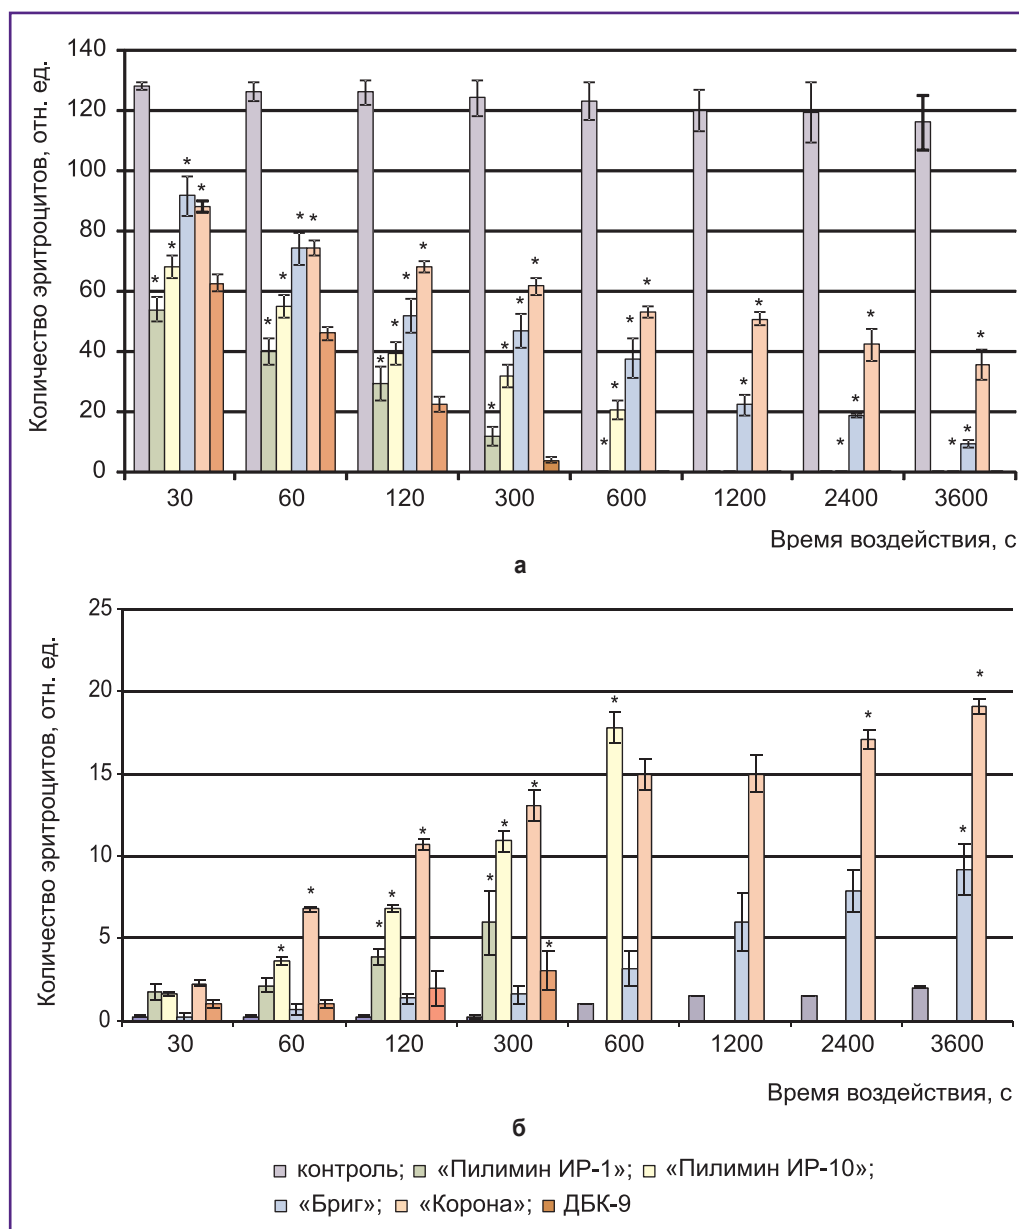 Количество эритроцитов, отн. ед.
140
120
100
80
60
40
20
0
* * * * * * * * * * * * * * * * * * * * * * * * * * *
30 60 120 300 600 1200 2400 3600
Время воздействия, с
а
Количество эритроцитов, отн. ед.
25
20
15
10
5
0
* * * * * * * * * * * * *
30 60 120 300 600 1200 2400 3600
Время воздействия, с
б
контроль; «Пилимин ИР-1»; «Пилимин ИР-10»;
«Бриг»; «Корона»; ДБК-9